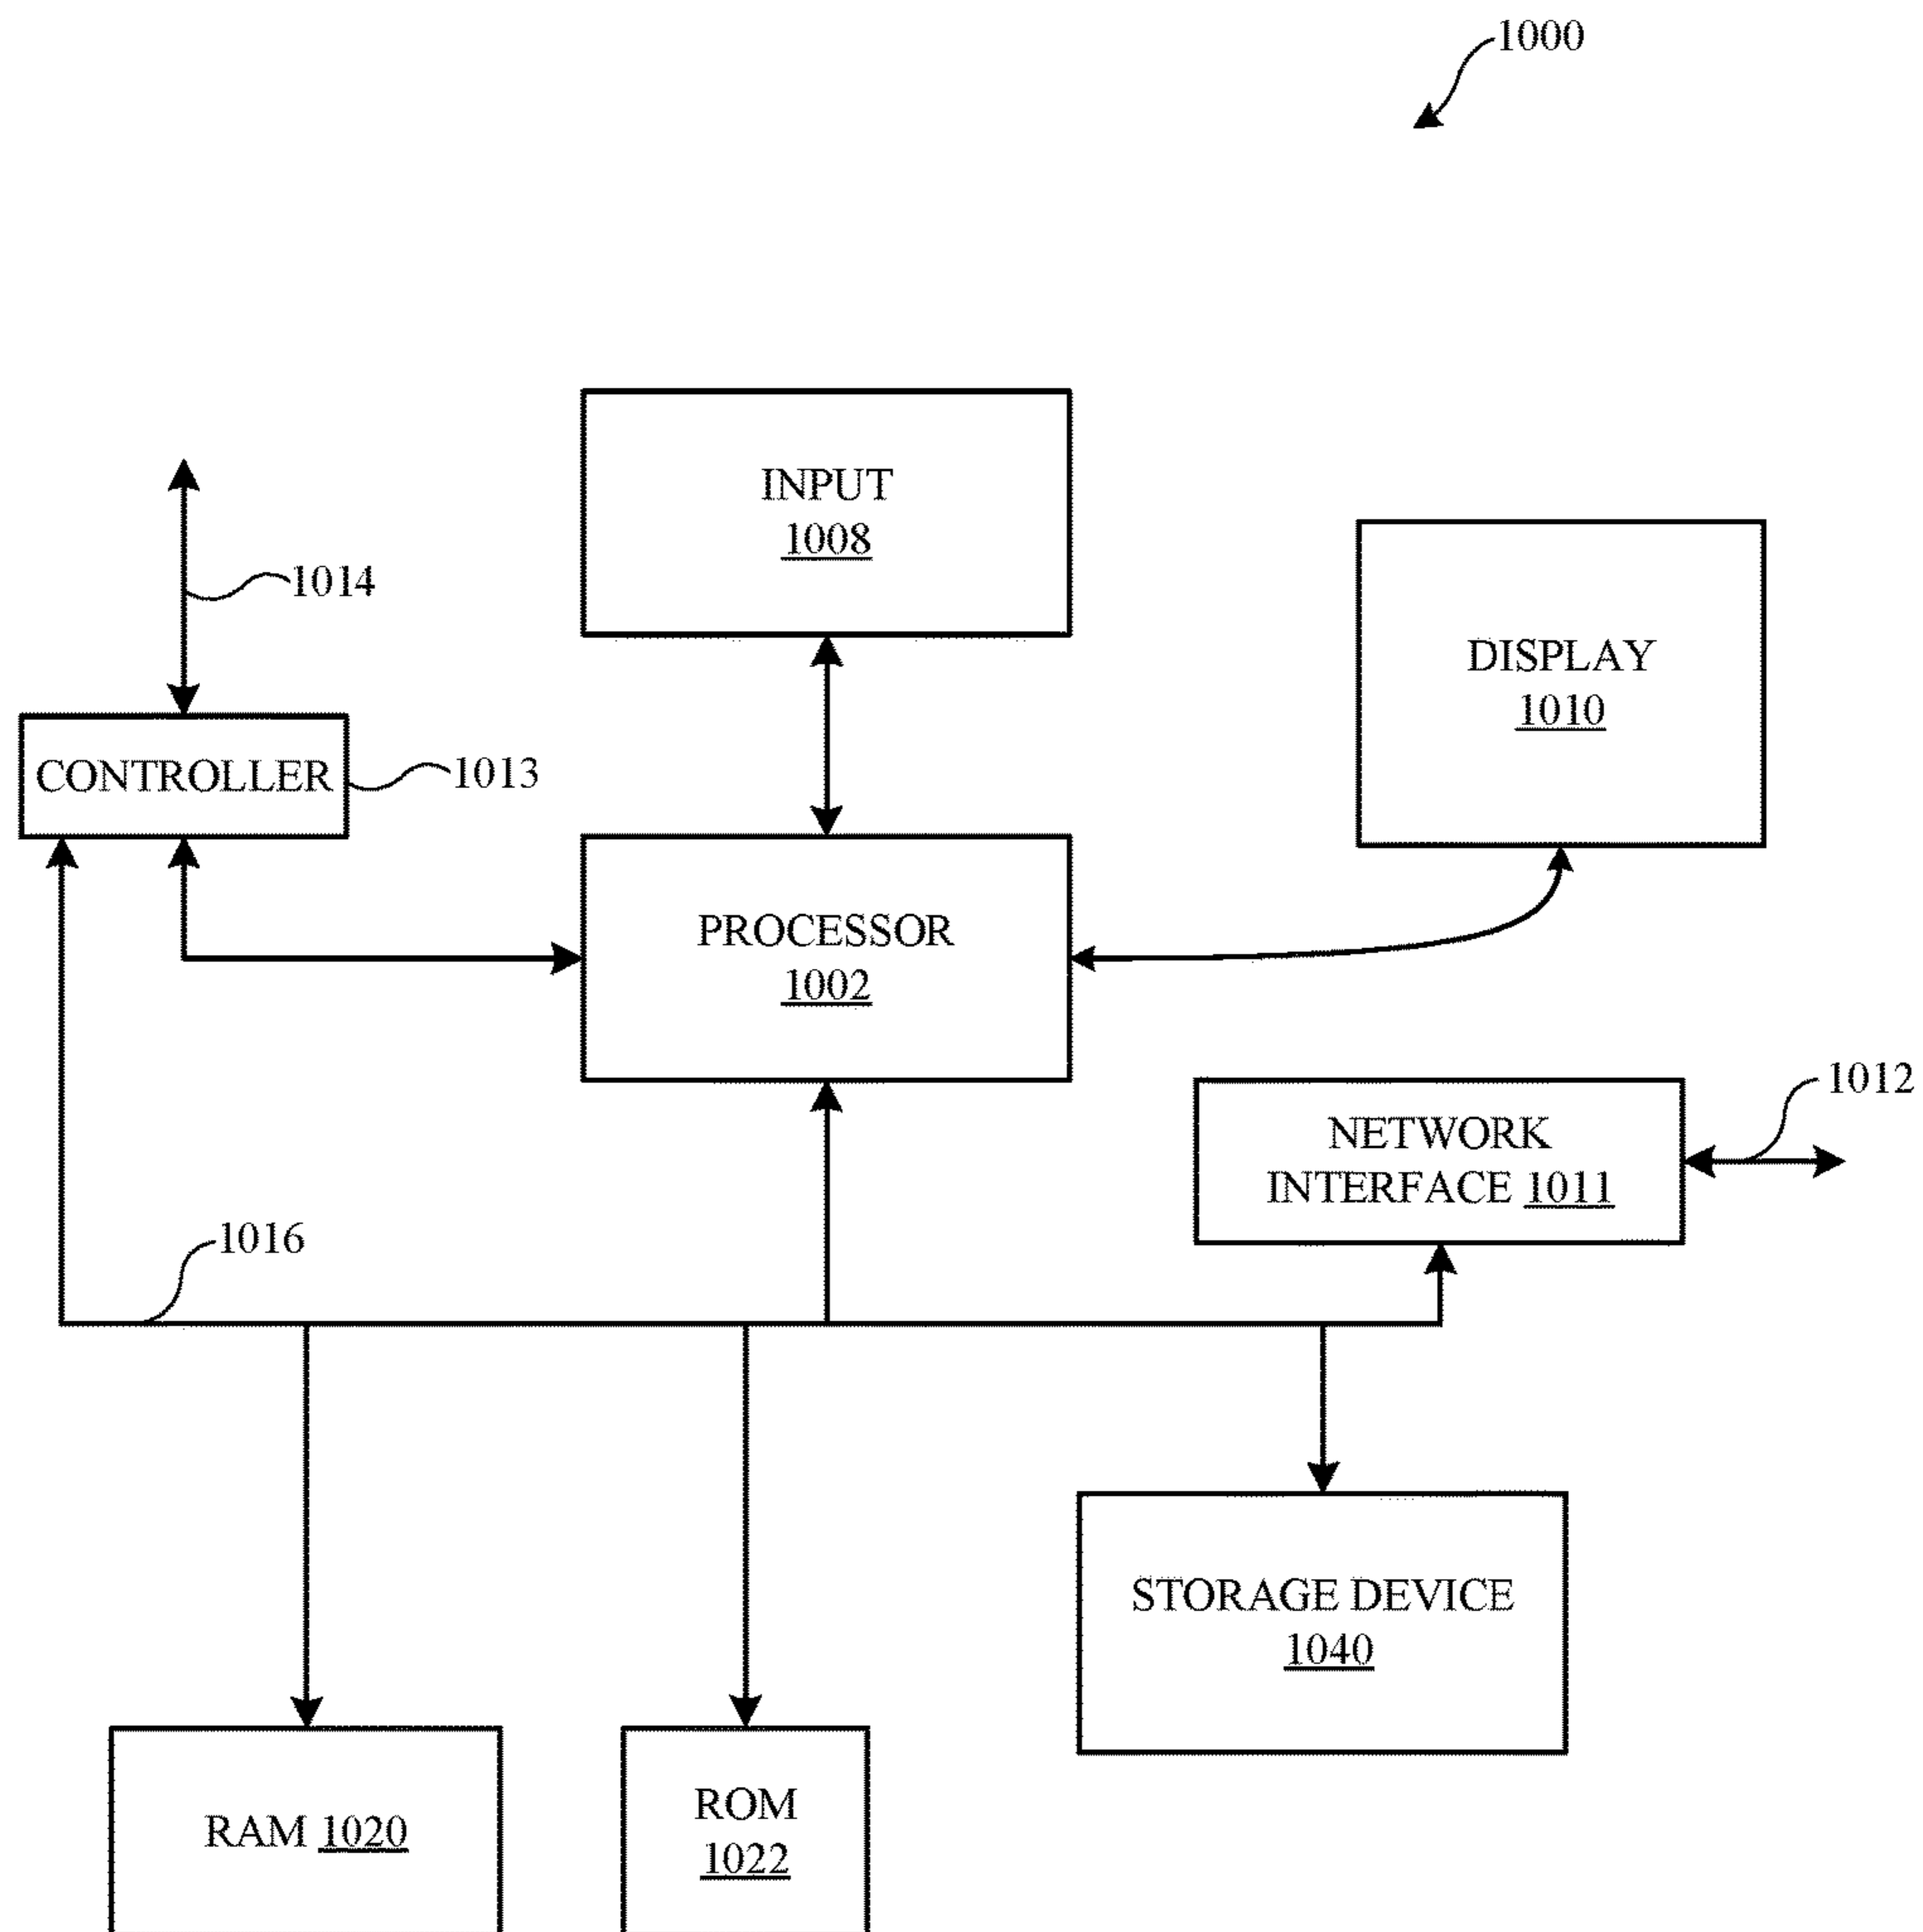 1000
INPUT
1008
1014
DISPLAY
1010
CONTROLLER
1013
PROCESSOR
1002
1012
NETWORK
INTERFACE 1011
1016
STORAGE DEVICE
1040
RAM 1020
ROM
1022